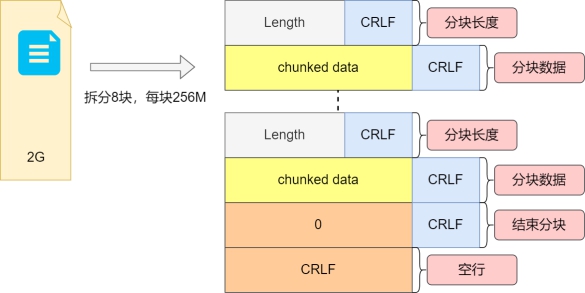 Length CRLF 分块长度
chunked data CRLF 分块数据
拆分8块，每块256M
2G
Length CRLF 分块长度
chunked data CRLF 分块数据
0 CRLF 结束分块
CRLF 空行